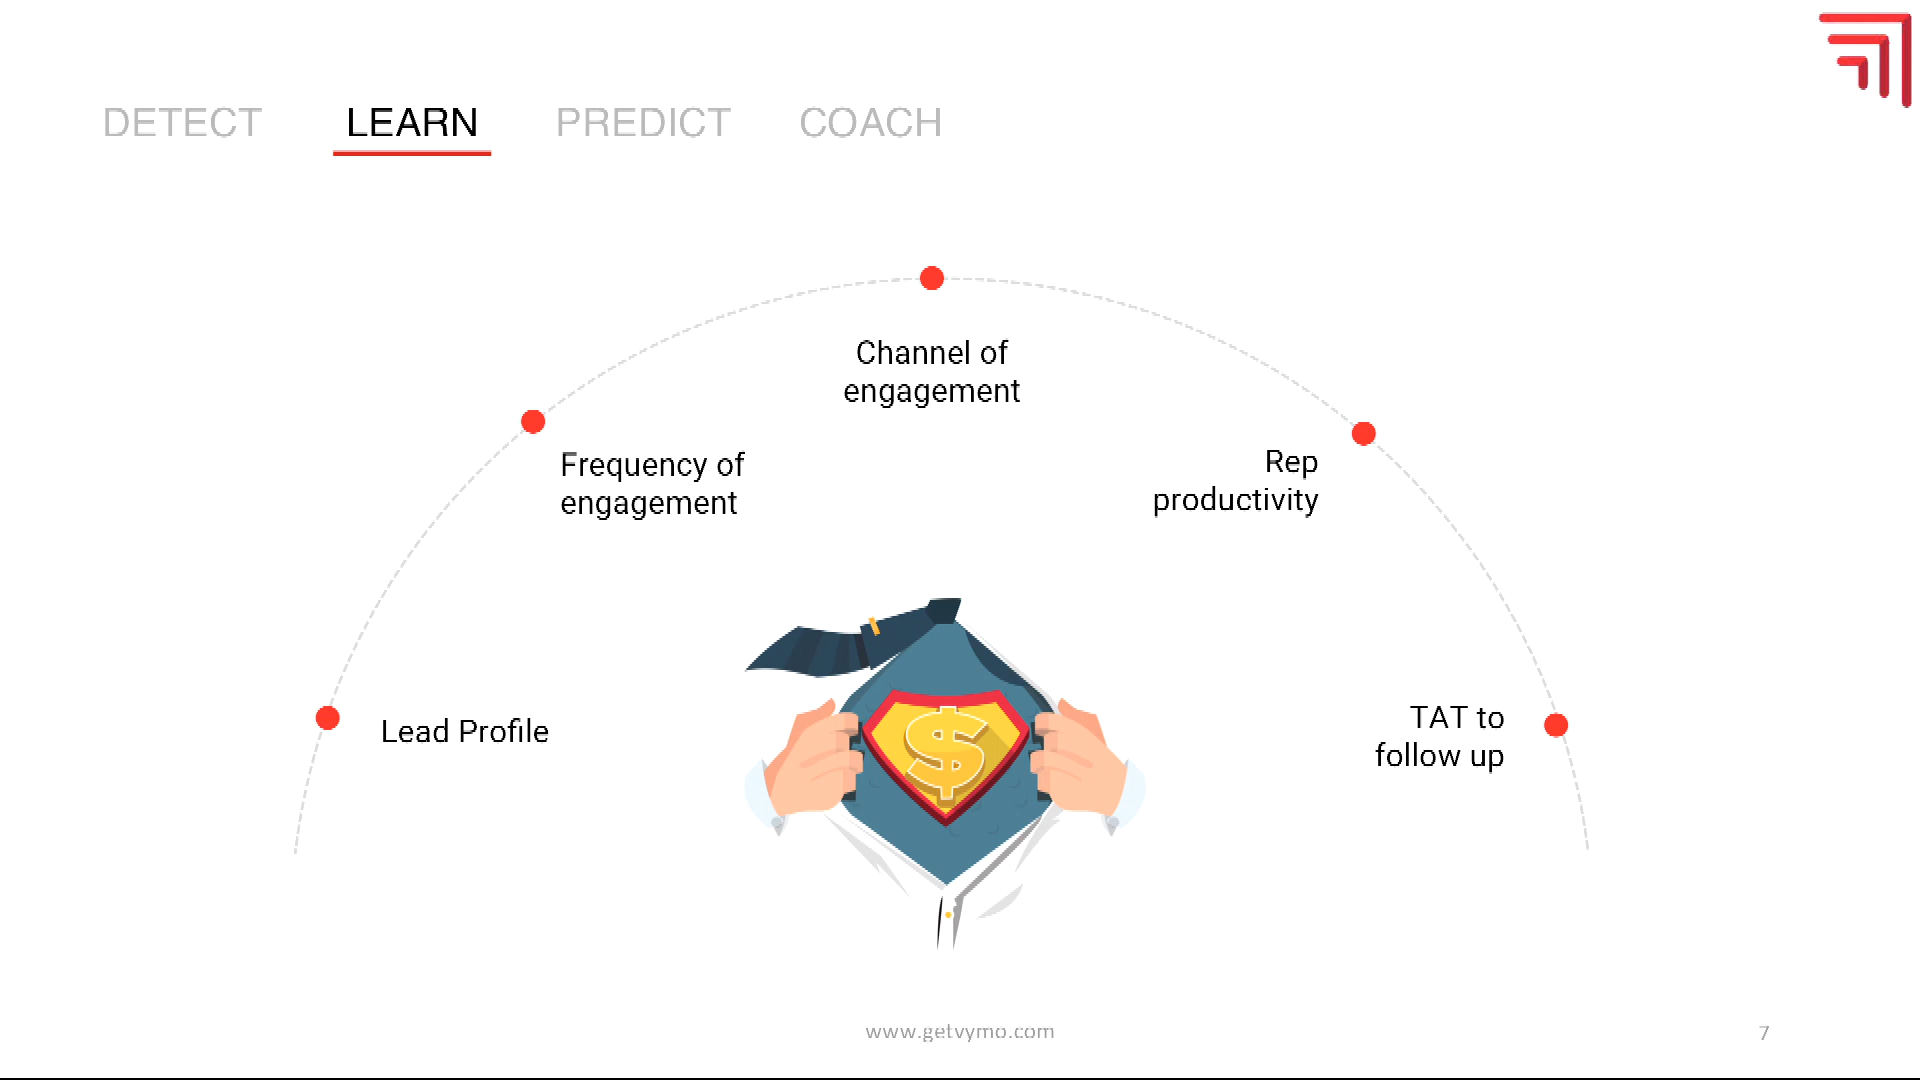 DETECT LEARN PREDICT COACH
Channel of
engagement
Frequency of
engagement
Rep
productivity
Lead Profile
TAT to
follow up
$
www.getvymo.com
7